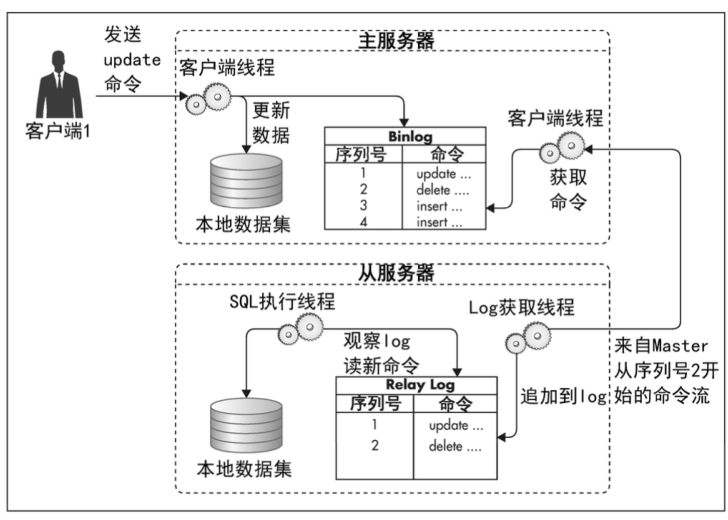 发送
update
命令
客户端1
主服务器
客户端线程
更新
数据
本地数据集
Binlog
序列号 命令
1 update ...
2 delete ....
3 insert ...
4 insert ...
客户端线程
获取
命令
从服务器
SQL执行线程
观察log
读新命令
本地数据集
Relay Log
序列号 命令
1 update ...
2 delete ....
Log获取线程
追加到log
来自Master
从序列号2开
始的命令流